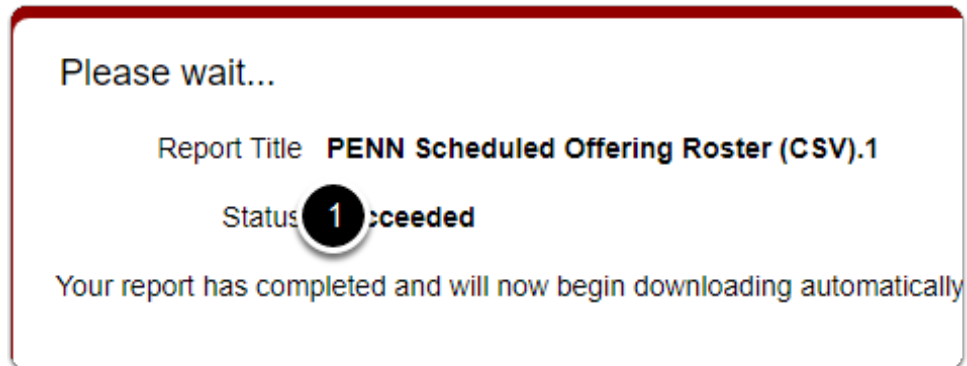 Please wait...
Report Title PENN Scheduled Offering Roster (CSV).1
Status 1 cceeded
Your report has completed and will now begin downloading automatically